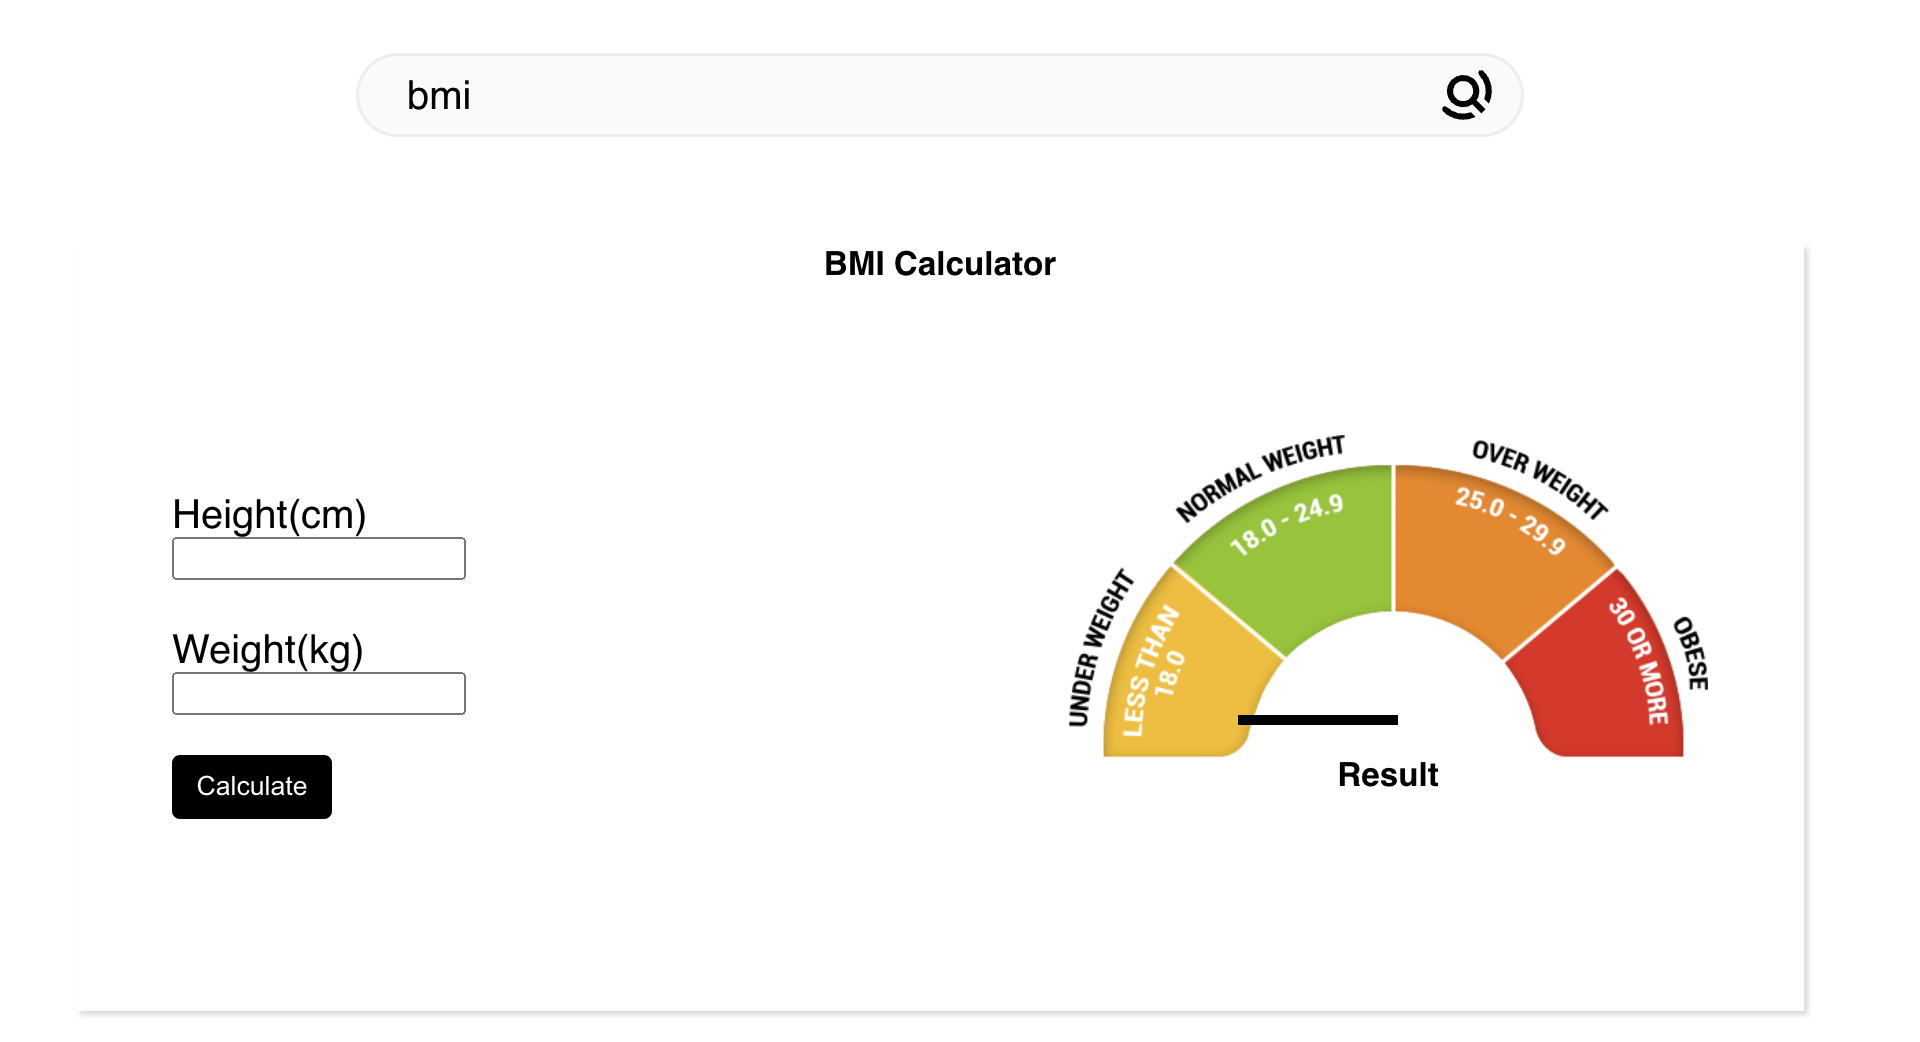 bmi
BMI Calculator
Height(cm)
Weight(kg)
Calculate
UNDER WEIGHT
LESS THAN
18.0
NORMAL WEIGHT
18.0 - 24.9
OVER WEIGHT
25.0 - 29.9
OBESE
30 OR MORE
Result